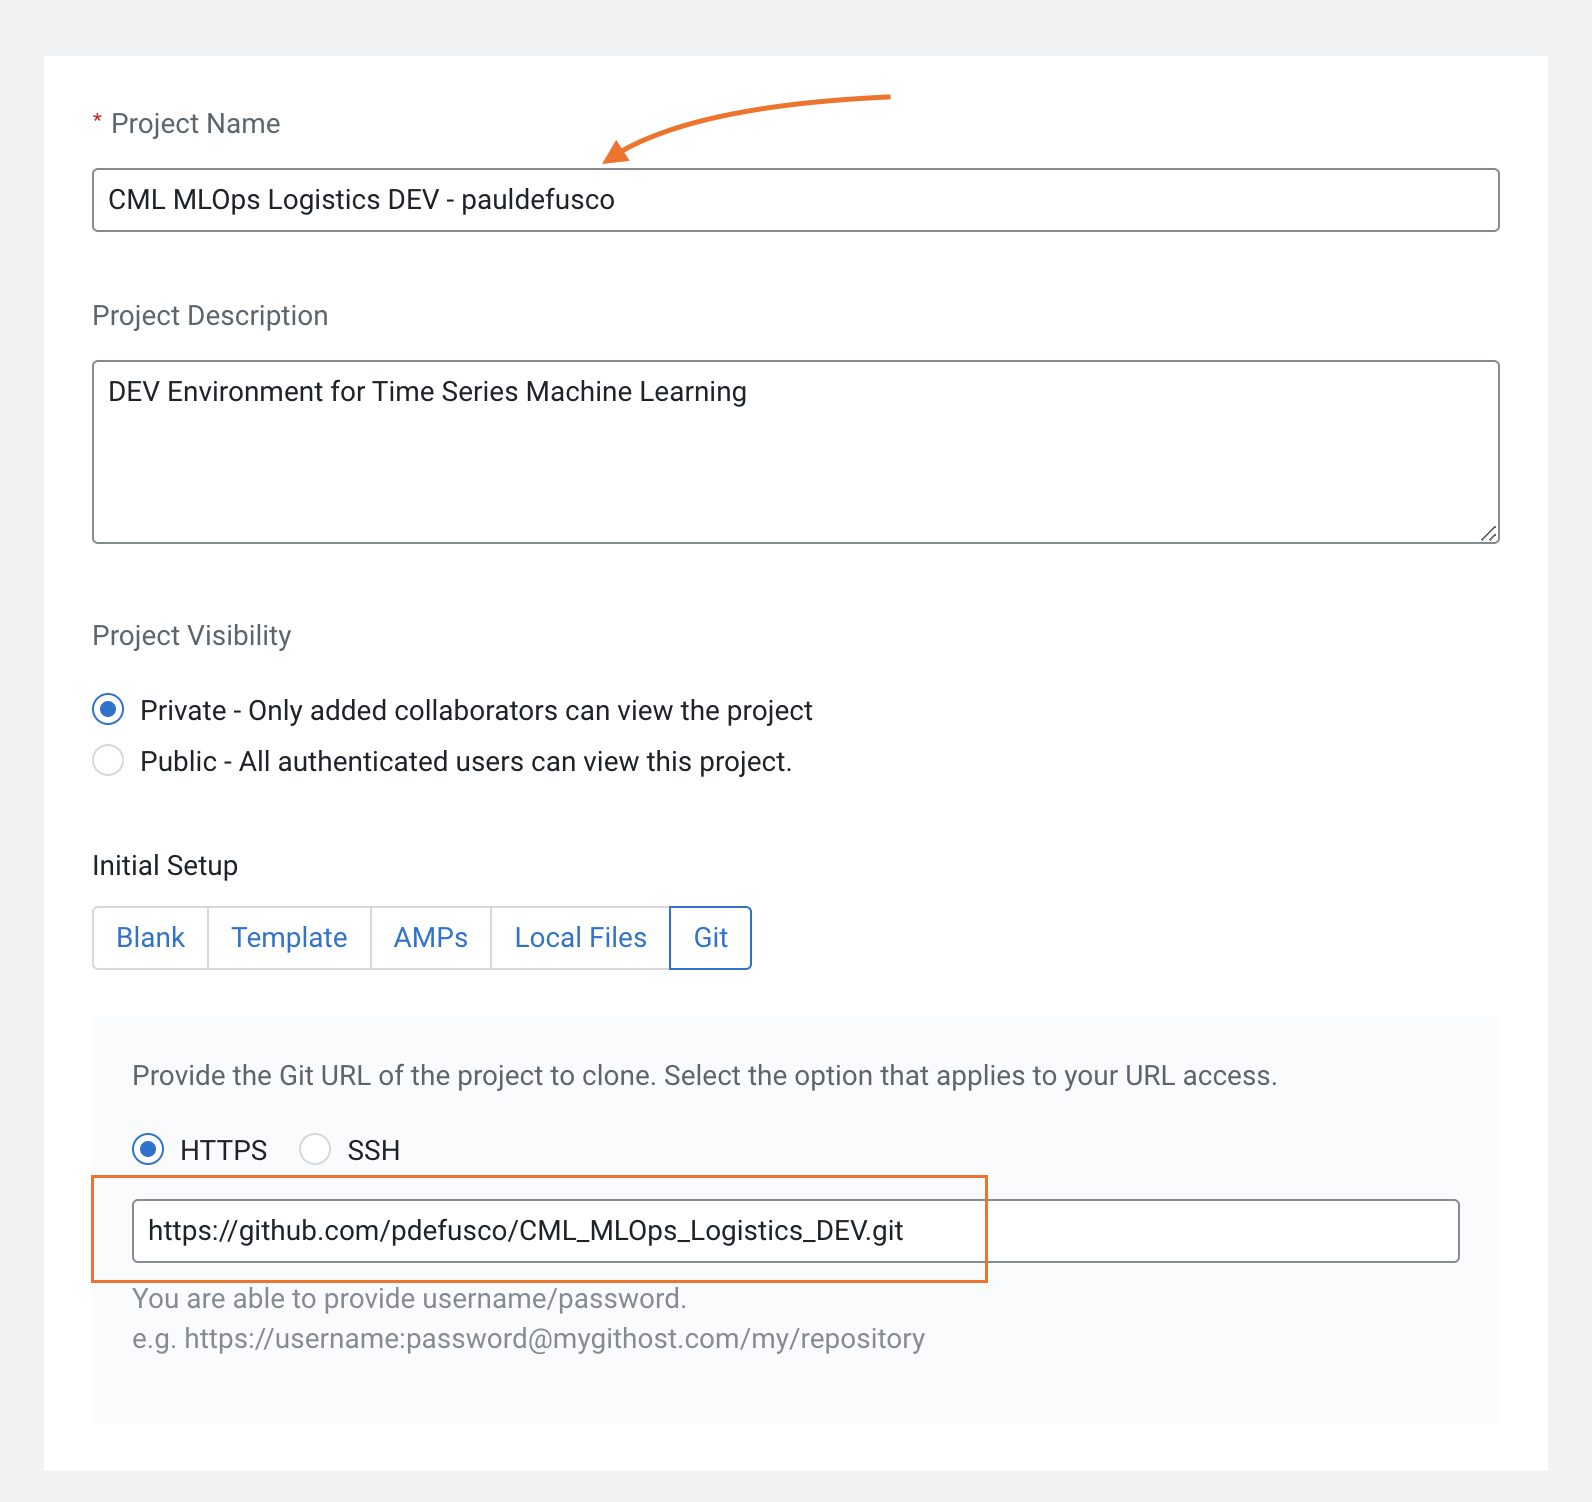 * Project Name
CML MLOps Logistics DEV - pauldefusco
Project Description
DEV Environment for Time Series Machine Learning
Project Visibility
Private - Only added collaborators can view the project
Public - All authenticated users can view this project.
Initial Setup
Blank Template AMPs Local Files Git
Provide the Git URL of the project to clone. Select the option that applies to your URL access.
HTTPS SSH
https://github.com/pdefusco/CML_MLOps_Logistics_DEV.git
You are able to provide username/password.
e.g. https://username:password@mygithost.com/my/repository